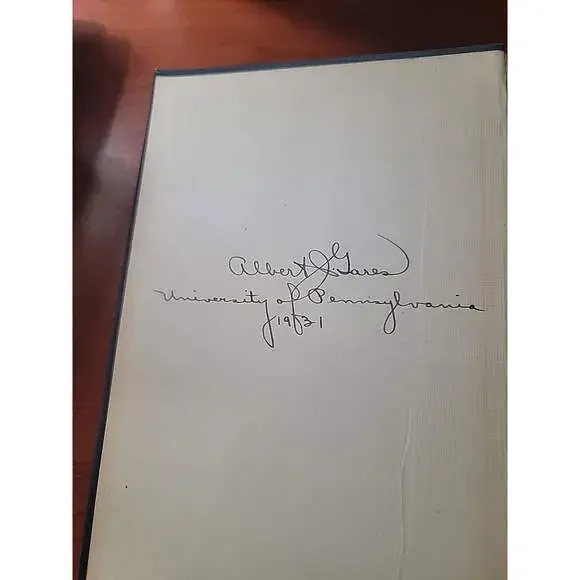 Albert J Gares
University of Pennsylvania
1931